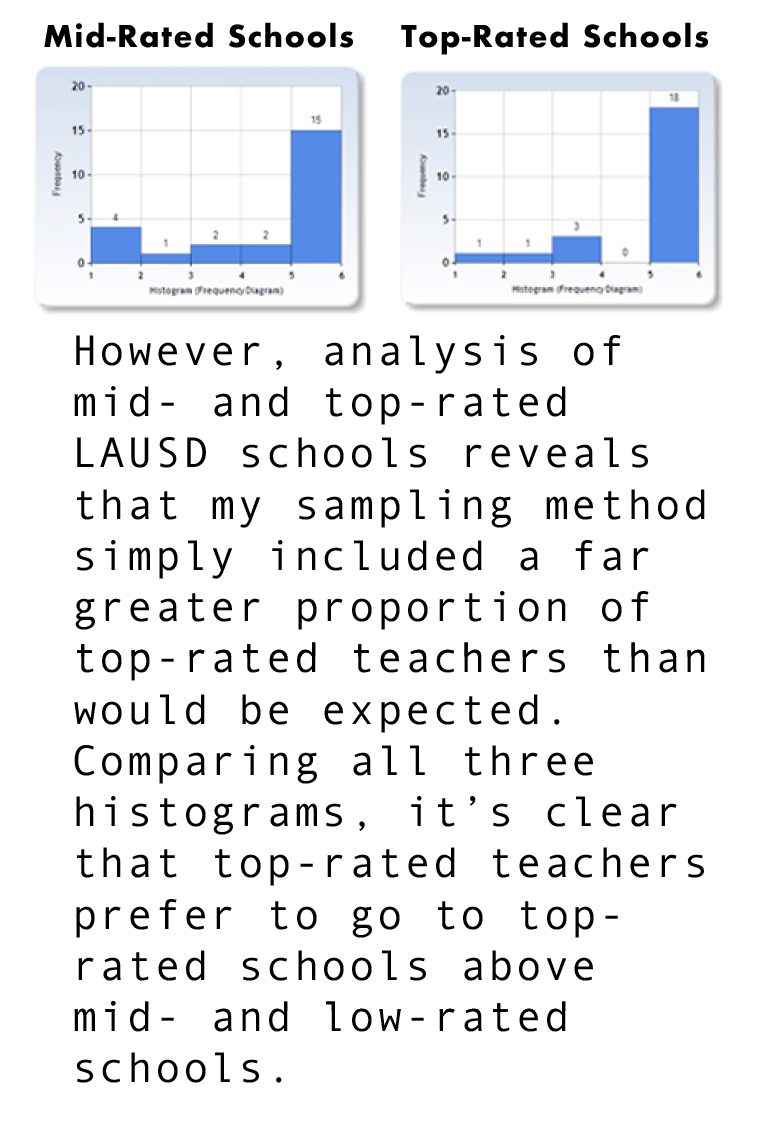 Mid-Rated Schools
Top-Rated Schools
20
15
10
5
0
Frequency
4
1
2
2
15
1 2 3 4 5 6
Histogram (Frequency Diagram)
20
15
10
5
0
Frequency
1
1
3
0
18
1 2 3 4 5 6
Histogram (Frequency Diagram)
However, analysis of
mid- and top-rated
LAUSD schools reveals
that my sampling method
simply included a far
greater proportion of
top-rated teachers than
would be expected.
Comparing all three
histograms, it’s clear
that top-rated teachers
prefer to go to top-
rated schools above
mid- and low-rated
schools.